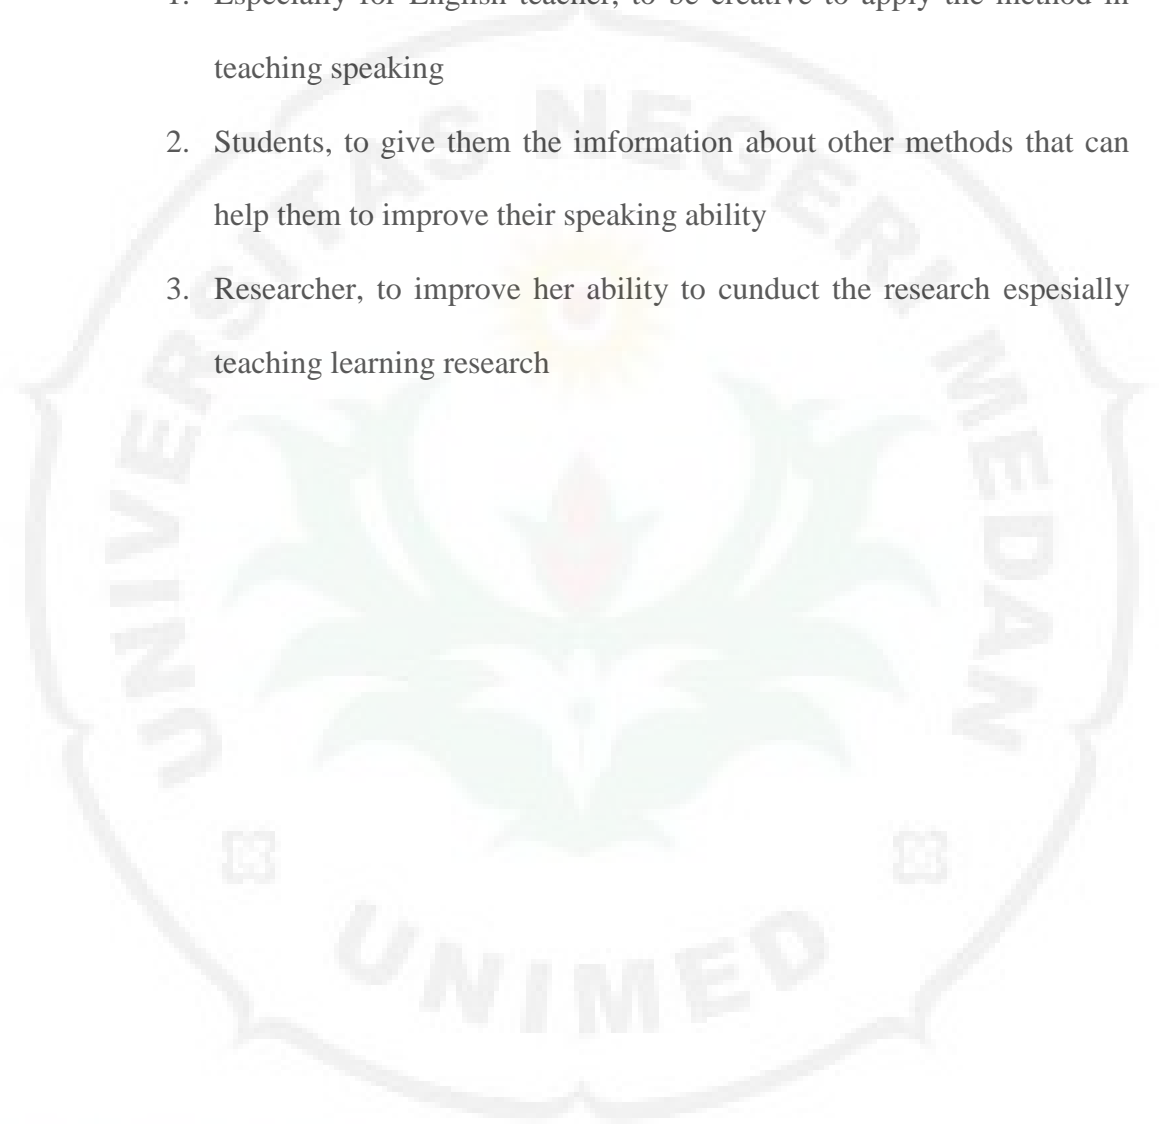 1. Especially for English teacher, to be creative to apply the method in
teaching speaking
2. Students, to give them the imformation about other methods that can
help them to improve their speaking ability
3. Researcher, to improve her ability to cunduct the research espesially
teaching learning research
UNIVERSITAS NEGERI MEDAN
UNIMED